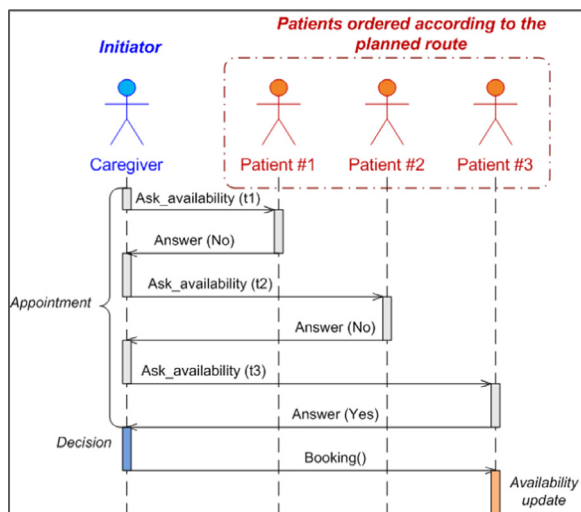 Initiator
Patients ordered according to the
planned route
Caregiver
Patient #1
Patient #2
Patient #3
Ask_availability (t1)
Answer (No)
Ask_availability (t2)
Appointment
Answer (No)
Ask_availability (t3)
Answer (Yes)
Decision
Booking()
Availability
update